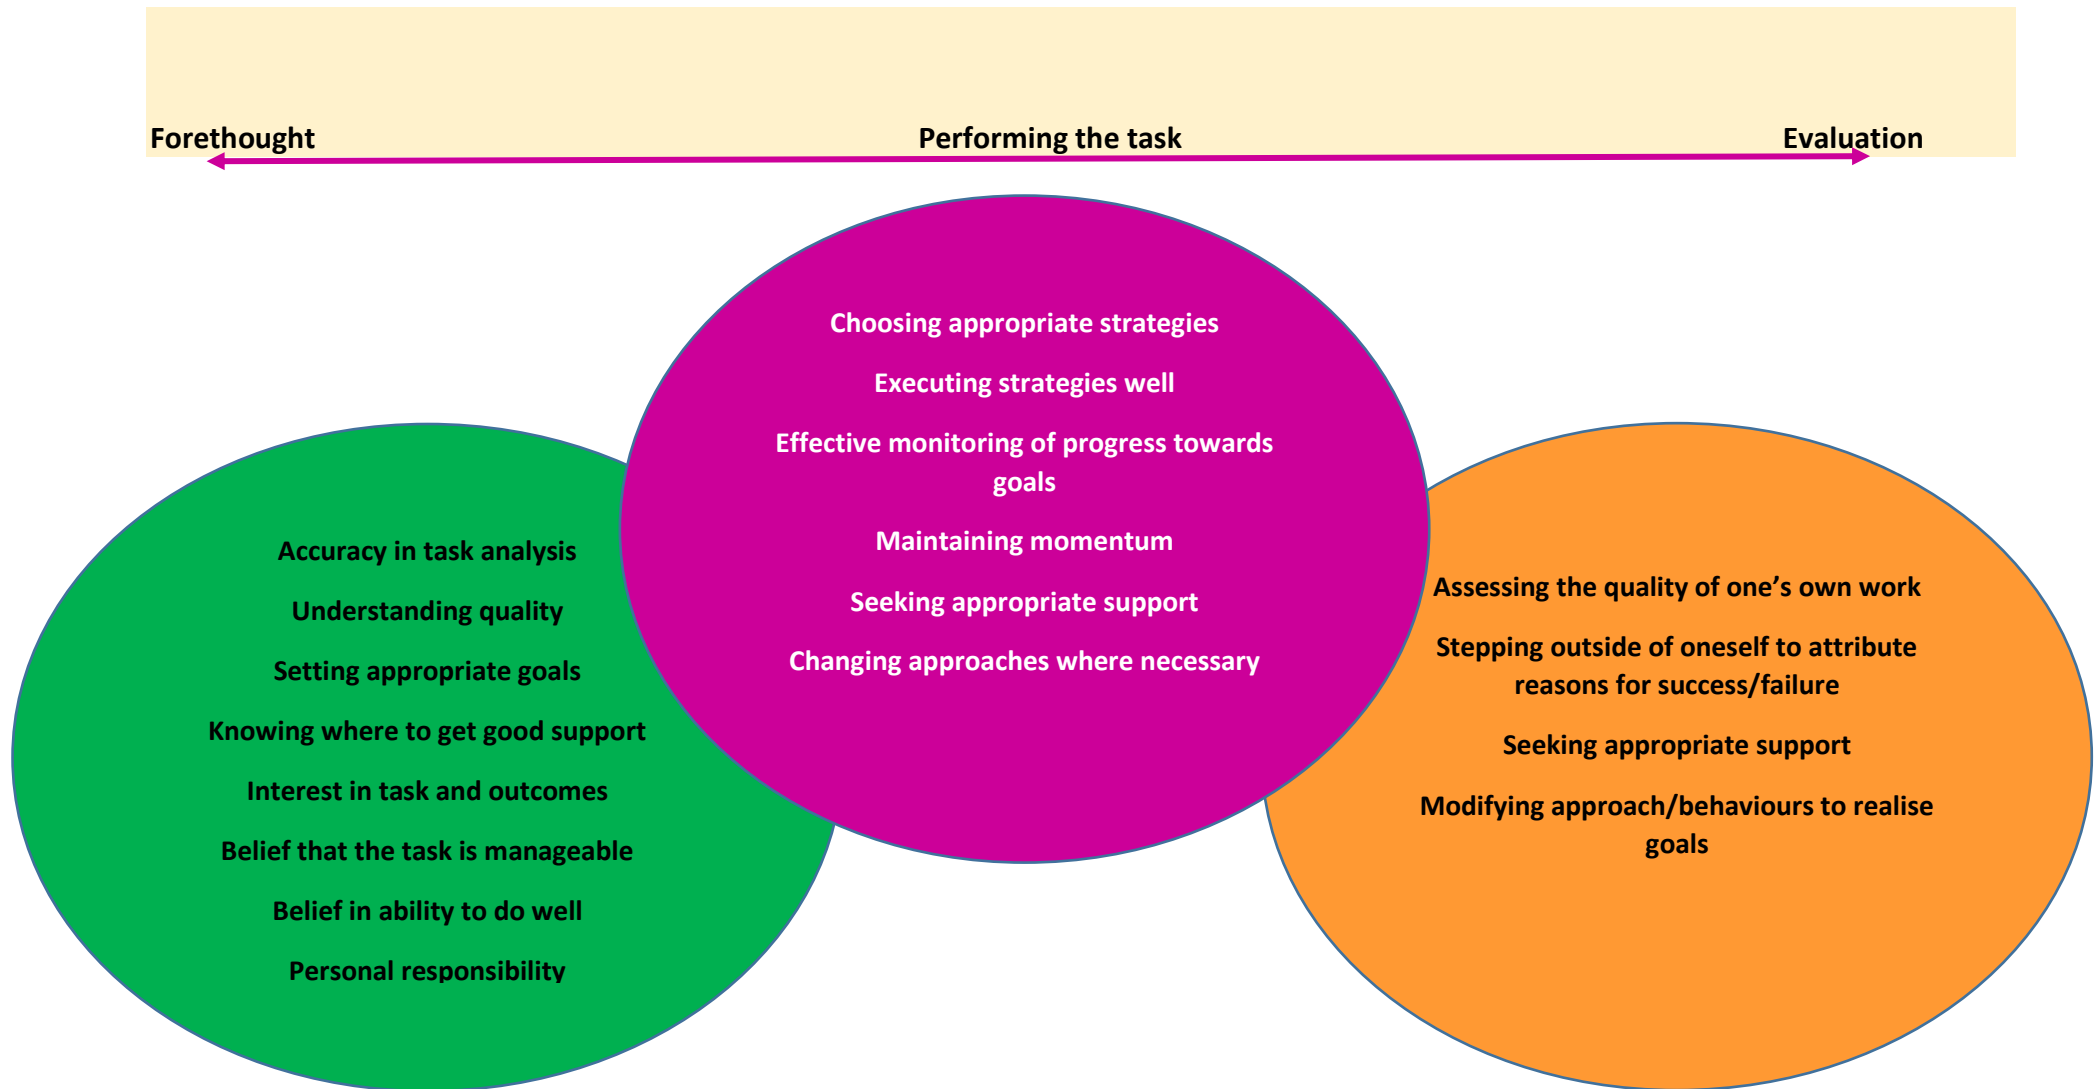 Forethought
Performing the task
Evaluation
Accuracy in task analysis
Understanding quality
Setting appropriate goals
Knowing where to get good support
Interest in task and outcomes
Belief that the task is manageable
Belief in ability to do well
Personal responsibility
Choosing appropriate strategies
Executing strategies well
Effective monitoring of progress towards
goals
Maintaining momentum
Seeking appropriate support
Changing approaches where necessary
Assessing the quality of one’s own work
Stepping outside of oneself to attribute
reasons for success/failure
Seeking appropriate support
Modifying approach/behaviours to realise
goals